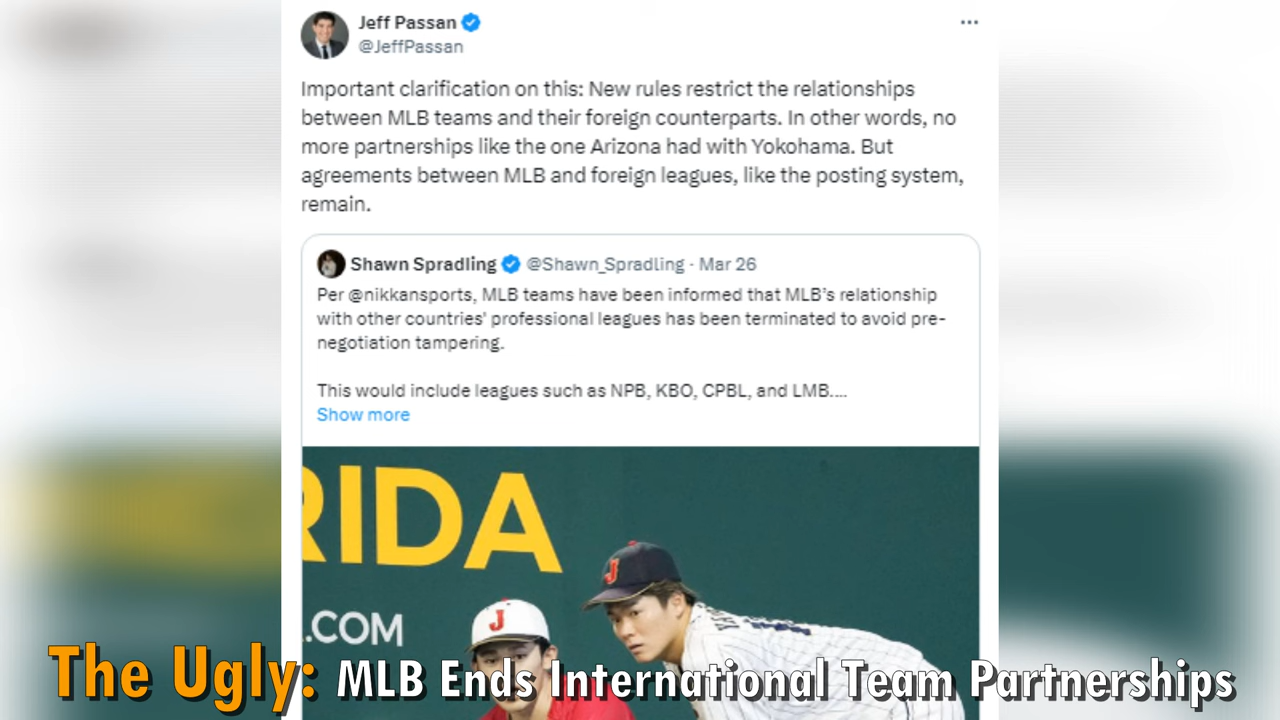 Jeff Passan
@JeffPassan
Important clarification on this: New rules restrict the relationships
between MLB teams and their foreign counterparts. In other words, no
more partnerships like the one Arizona had with Yokohama. But
agreements between MLB and foreign leagues, like the posting system,
remain.
Shawn Spradling @Shawn_Spradling · Mar 26
Per @nikkansports, MLB teams have been informed that MLB's relationship
with other countries' professional leagues has been terminated to avoid pre-
negotiation tampering.
This would include leagues such as NPB, KBO, CPBL, and LMB....
Show more
RIDA
.COM
J
J
The Ugly: MLB Ends International Team Partnerships